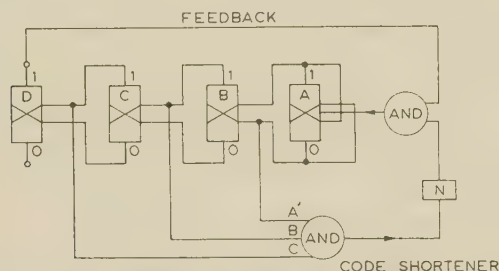 FEEDBACK
1 1 1 1
D C B A
AND
0 0 0 0
N
A'
B AND
C
CODE SHORTENER